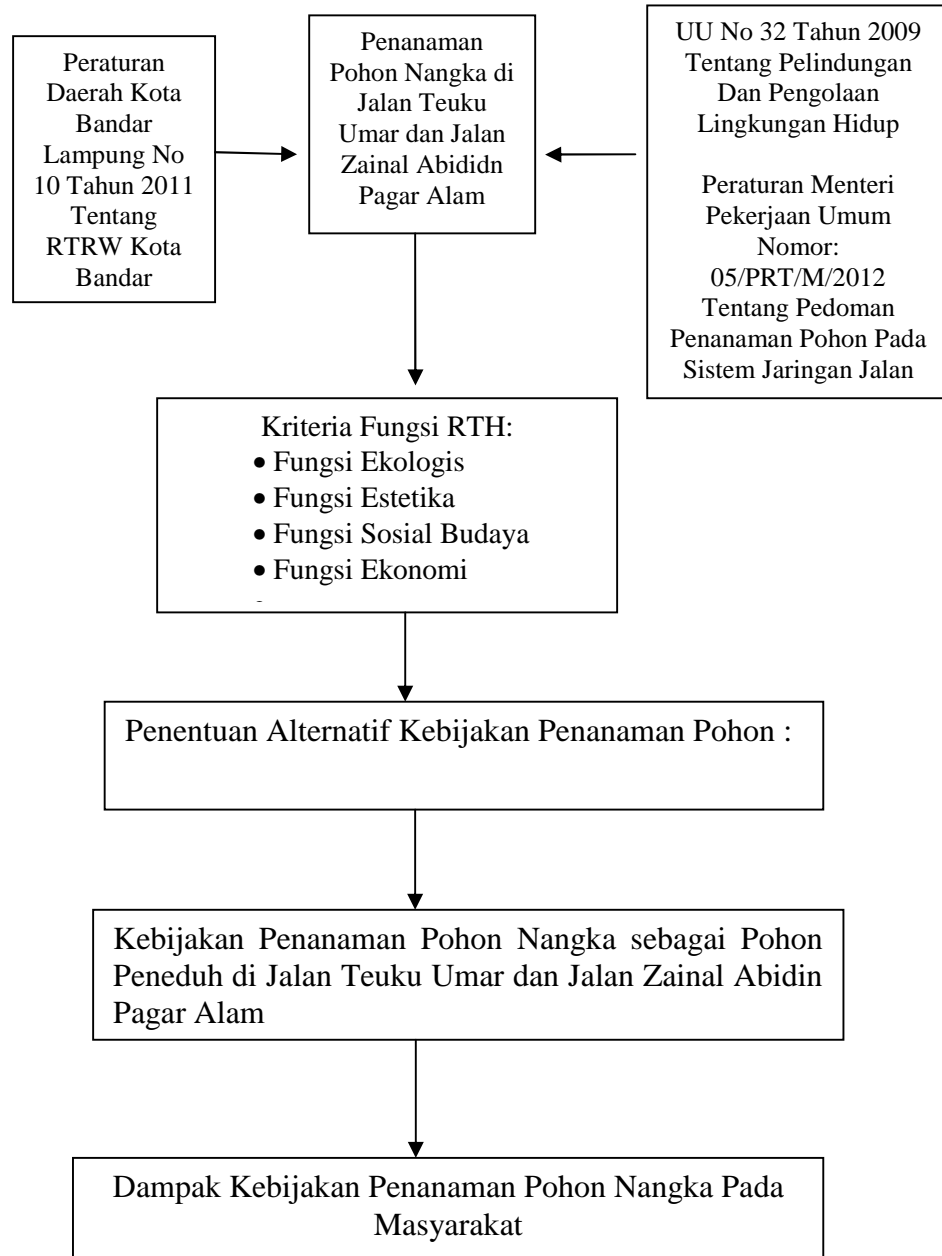 Peraturan
Daerah Kota
Bandar
Lampung No
10 Tahun 2011
Tentang
RTRW Kota
Bandar
Penanaman
Pohon Nangka di
Jalan Teuku
Umar dan Jalan
Zainal Abididn
Pagar Alam
UU No 32 Tahun 2009
Tentang Pelindungan
Dan Pengolaan
Lingkungan Hidup
Peraturan Menteri
Pekerjaan Umum
Nomor:
05/PRT/M/2012
Tentang Pedoman
Penanaman Pohon Pada
Sistem Jaringan Jalan
Kriteria Fungsi RTH:
• Fungsi Ekologis
• Fungsi Estetika
• Fungsi Sosial Budaya
• Fungsi Ekonomi
Penentuan Alternatif Kebijakan Penanaman Pohon :
Kebijakan Penanaman Pohon Nangka sebagai Pohon
Peneduh di Jalan Teuku Umar dan Jalan Zainal Abidin
Pagar Alam
Dampak Kebijakan Penanaman Pohon Nangka Pada
Masyarakat